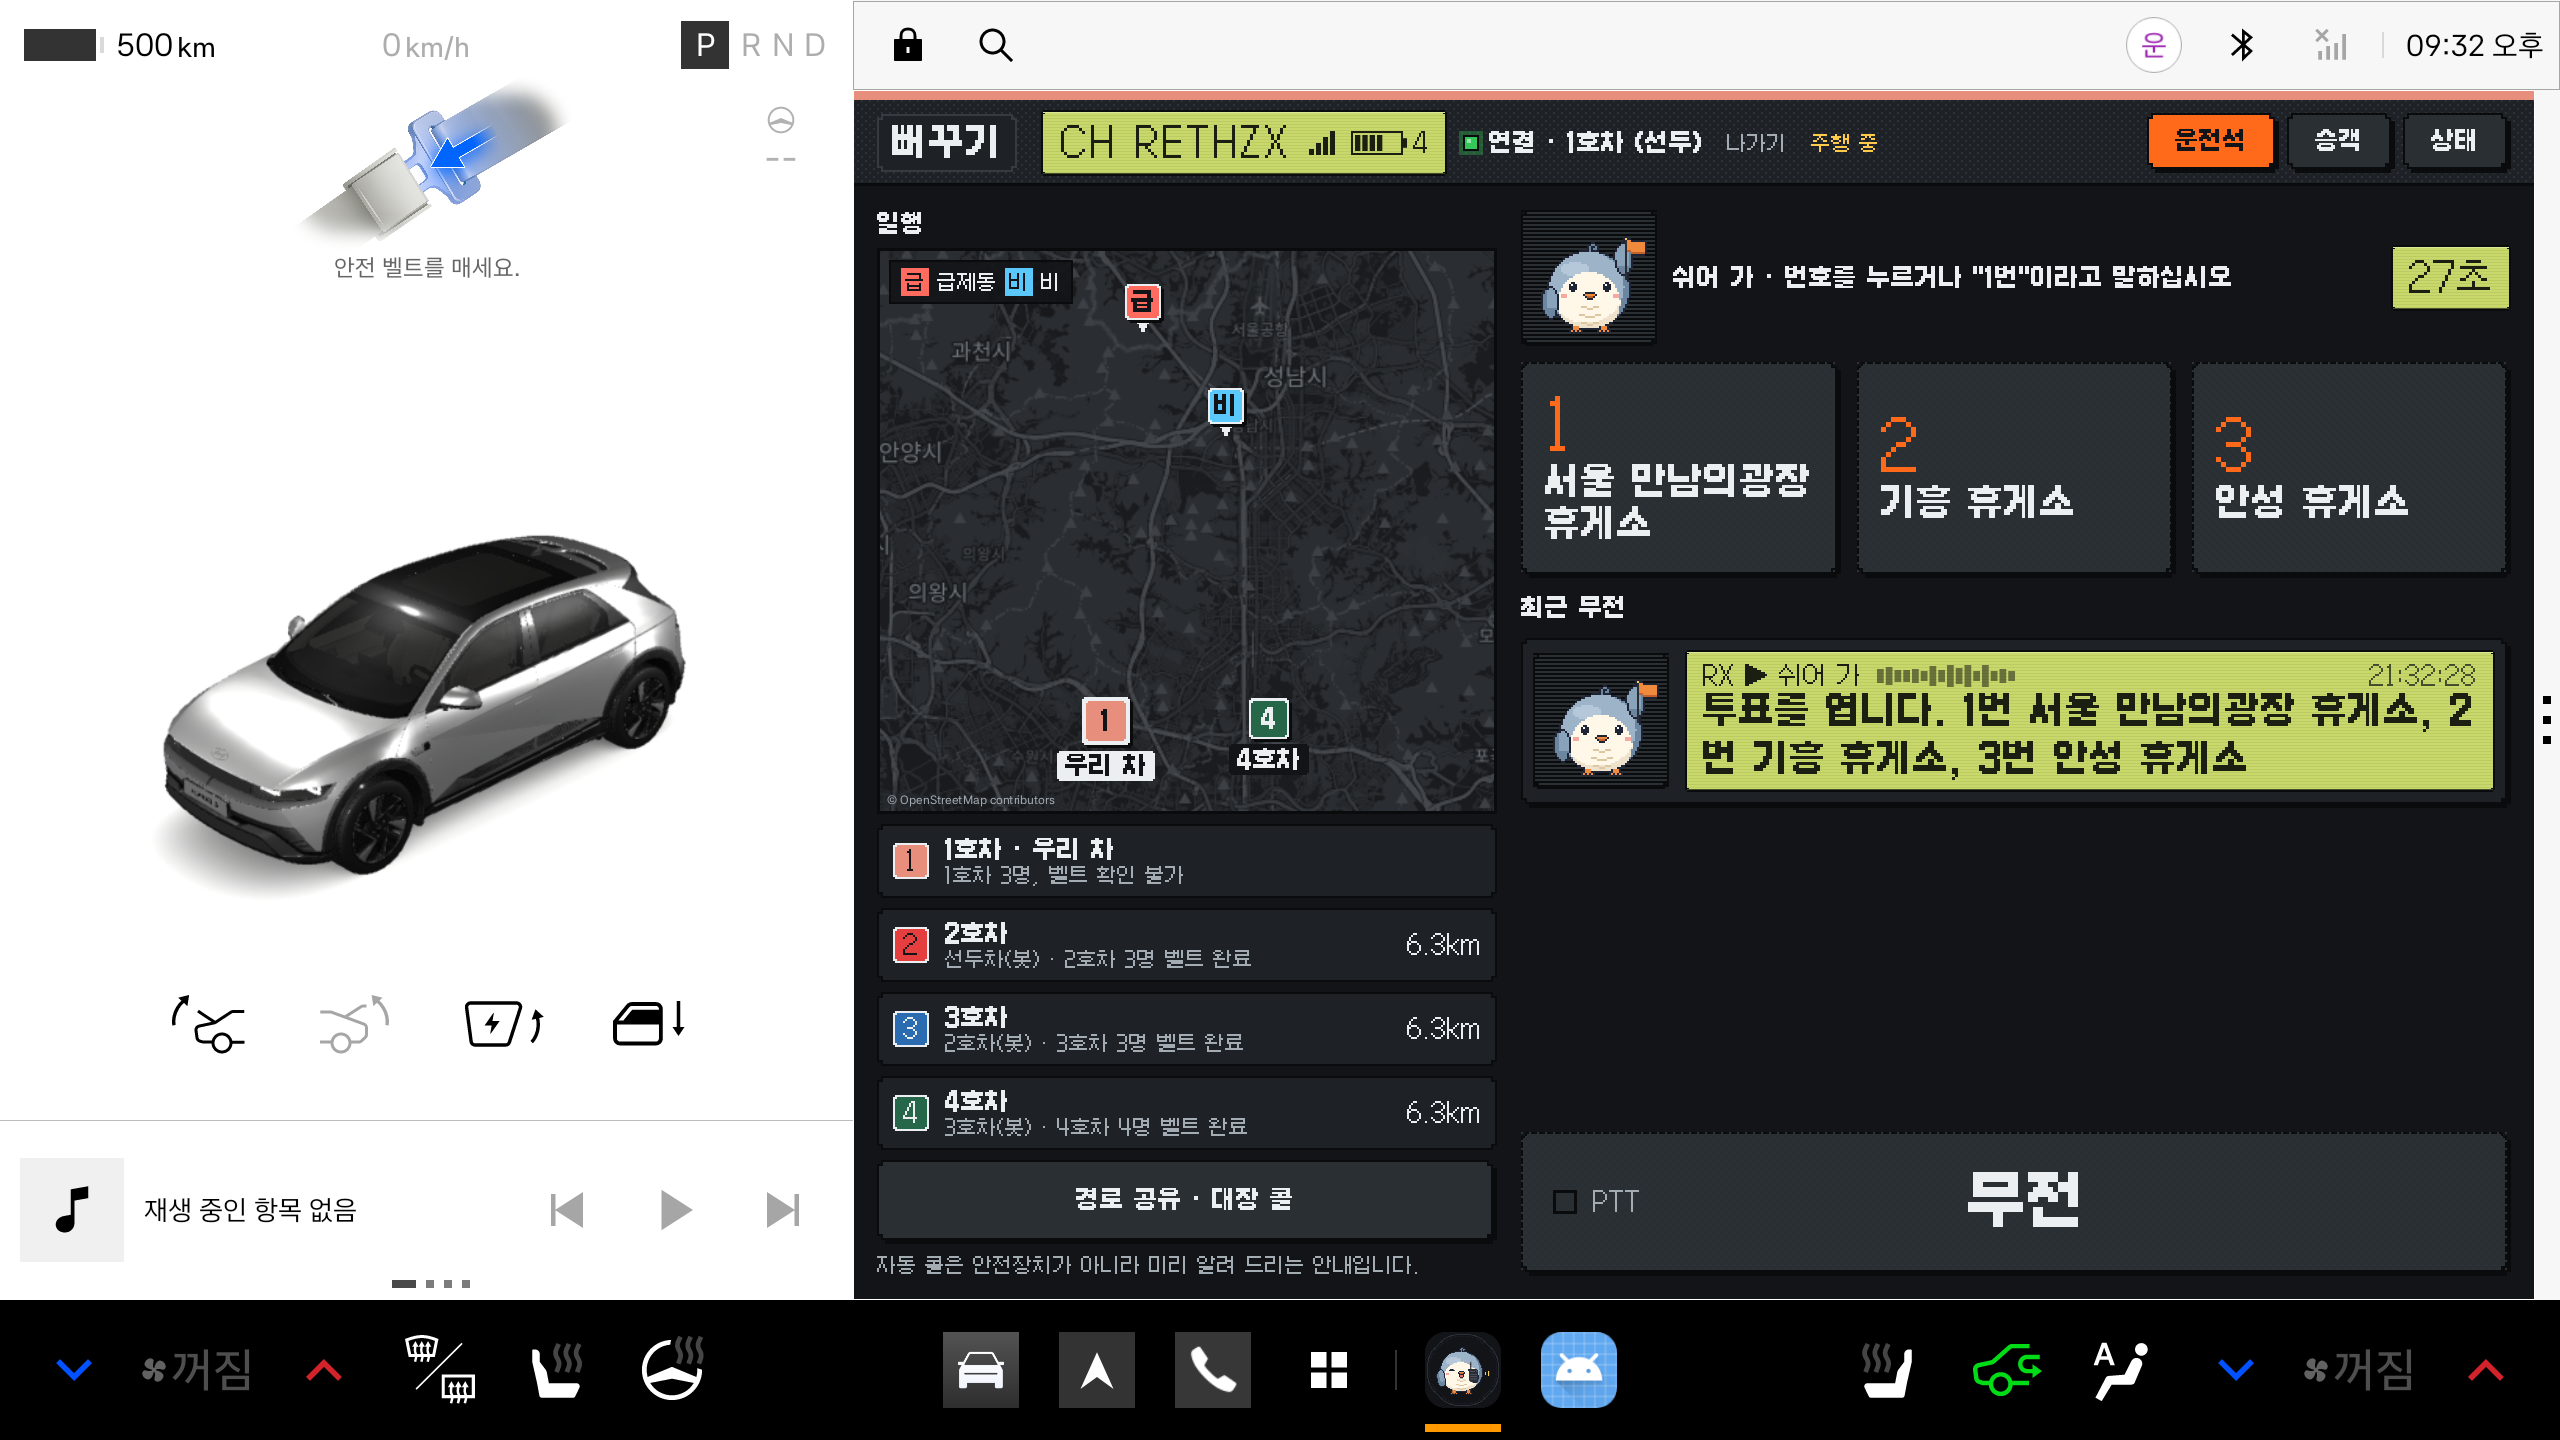 500 km
0 km/h
P R N D
안전 벨트를 매세요.
재생 중인 항목 없음
운
09:32 오후
뻐꾸기
CH RETHZX
4
연결 · 1호차 (선두)
나가기
주행 중
운전석
승객
상태
일행
급 급제동 비 비
급
비
서울공항
과천시
성남시
안양시
의왕시
의왕시
1
우리 차
4
4호차
© OpenStreetMap contributors
1
1호차 · 우리 차
1호차 3명, 벨트 확인 불가
2
2호차
선두차(봇) · 2호차 3명 벨트 완료
6.3km
3
3호차
2호차(봇) · 3호차 3명 벨트 완료
6.3km
4
4호차
3호차(봇) · 4호차 4명 벨트 완료
6.3km
경로 공유 · 대장 콜
자동 콜은 안전장치가 아니라 미리 알려 드리는 안내입니다.
쉬어 가 · 번호를 누르거나 "1번"이라고 말하십시오
27초
1
서울 만남의광장
휴게소
2
기흥 휴게소
3
안성 휴게소
최근 무전
RX ▶ 쉬어 가
21:32:28
투표를 엽니다. 1번 서울 만남의광장 휴게소, 2
번 기흥 휴게소, 3번 안성 휴게소
PTT
무전
꺼짐
A
꺼짐